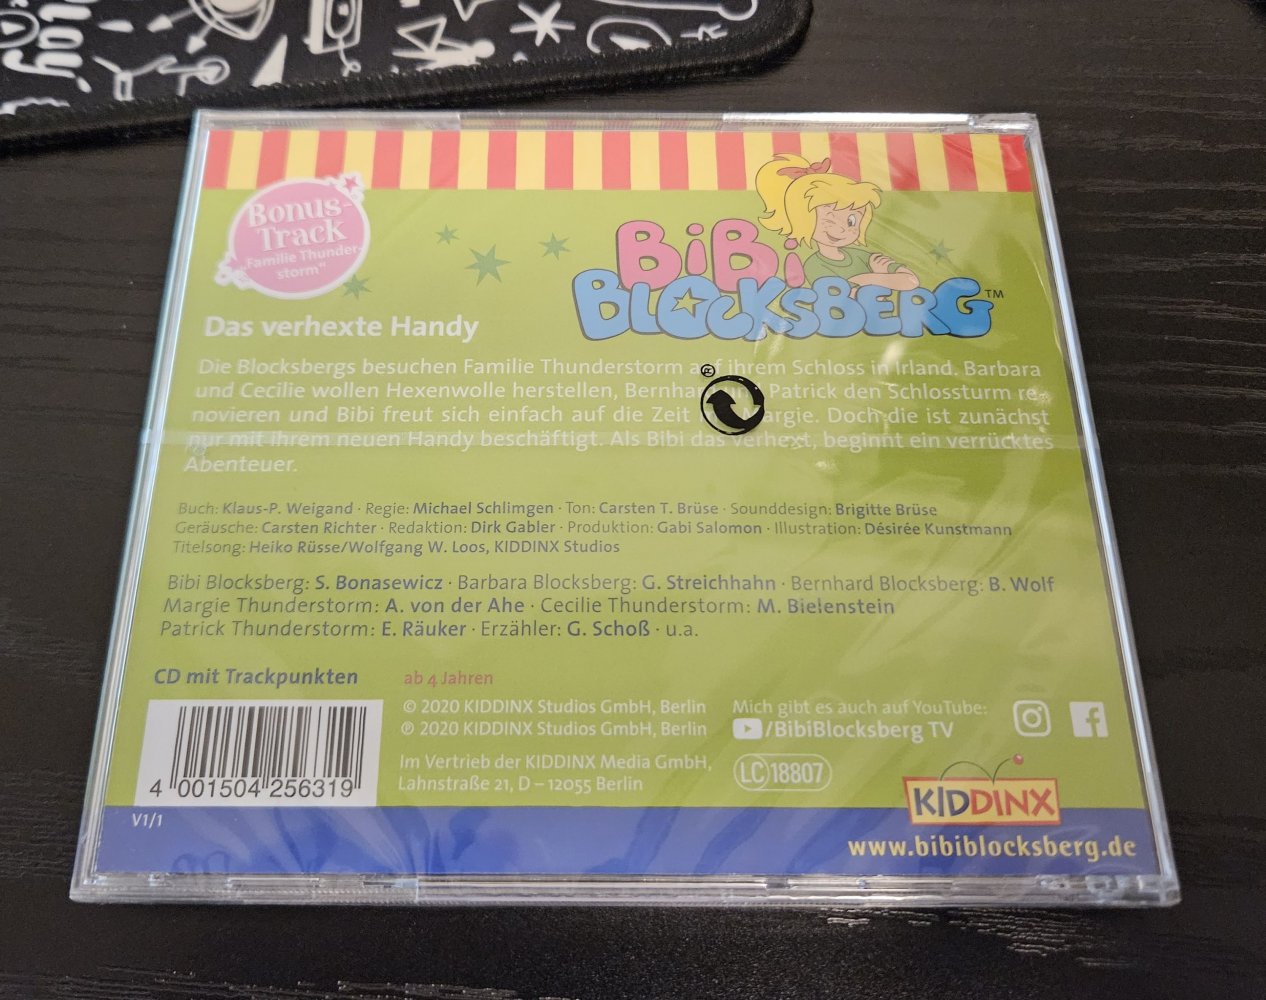 lay
Bonus-
Track
„Familie Thunder-
storm“
BiBi
BLOCKSBERG™
Das verhexte Handy
Die Blocksbergs besuchen Familie Thunderstorm auf ihrem Schloss in Irland. Barbara
und Cecilie wollen Hexenwolle herstellen, Bernhard und Patrick den Schlossturm re-
novieren und Bibi freut sich einfach auf die Zeit Margie. Doch die ist zunächst
nur mit ihrem neuen Handy beschäftigt. Als Bibi das verhext, beginnt ein verrücktes
Abenteuer.
Buch: Klaus-P. Weigand · Regie: Michael Schlimgen · Ton: Carsten T. Brüse · Sounddesign: Brigitte Brüse
Geräusche: Carsten Richter · Redaktion: Dirk Gabler · Produktion: Gabi Salomon · Illustration: Désirée Kunstmann
Titelsong: Heiko Rüsse/Wolfgang W. Loos, KIDDINX Studios
Bibi Blocksberg: S. Bonasewicz · Barbara Blocksberg: G. Streichhahn · Bernhard Blocksberg: B. Wolf
Margie Thunderstorm: A. von der Ahe · Cecilie Thunderstorm: M. Bielenstein
Patrick Thunderstorm: E. Räuker · Erzähler: G. Schoß · u.a.
CD mit Trackpunkten
ab 4 Jahren
© 2020 KIDDINX Studios GmbH, Berlin
℗ 2020 KIDDINX Studios GmbH, Berlin
Im Vertrieb der KIDDINX Media GmbH,
Lahnstraße 21, D – 12055 Berlin
Mich gibt es auch auf YouTube:
/BibiBlocksberg TV
LC 18807
4 001504 256319
KIDDINX
V1/1
www.bibiblocksberg.de